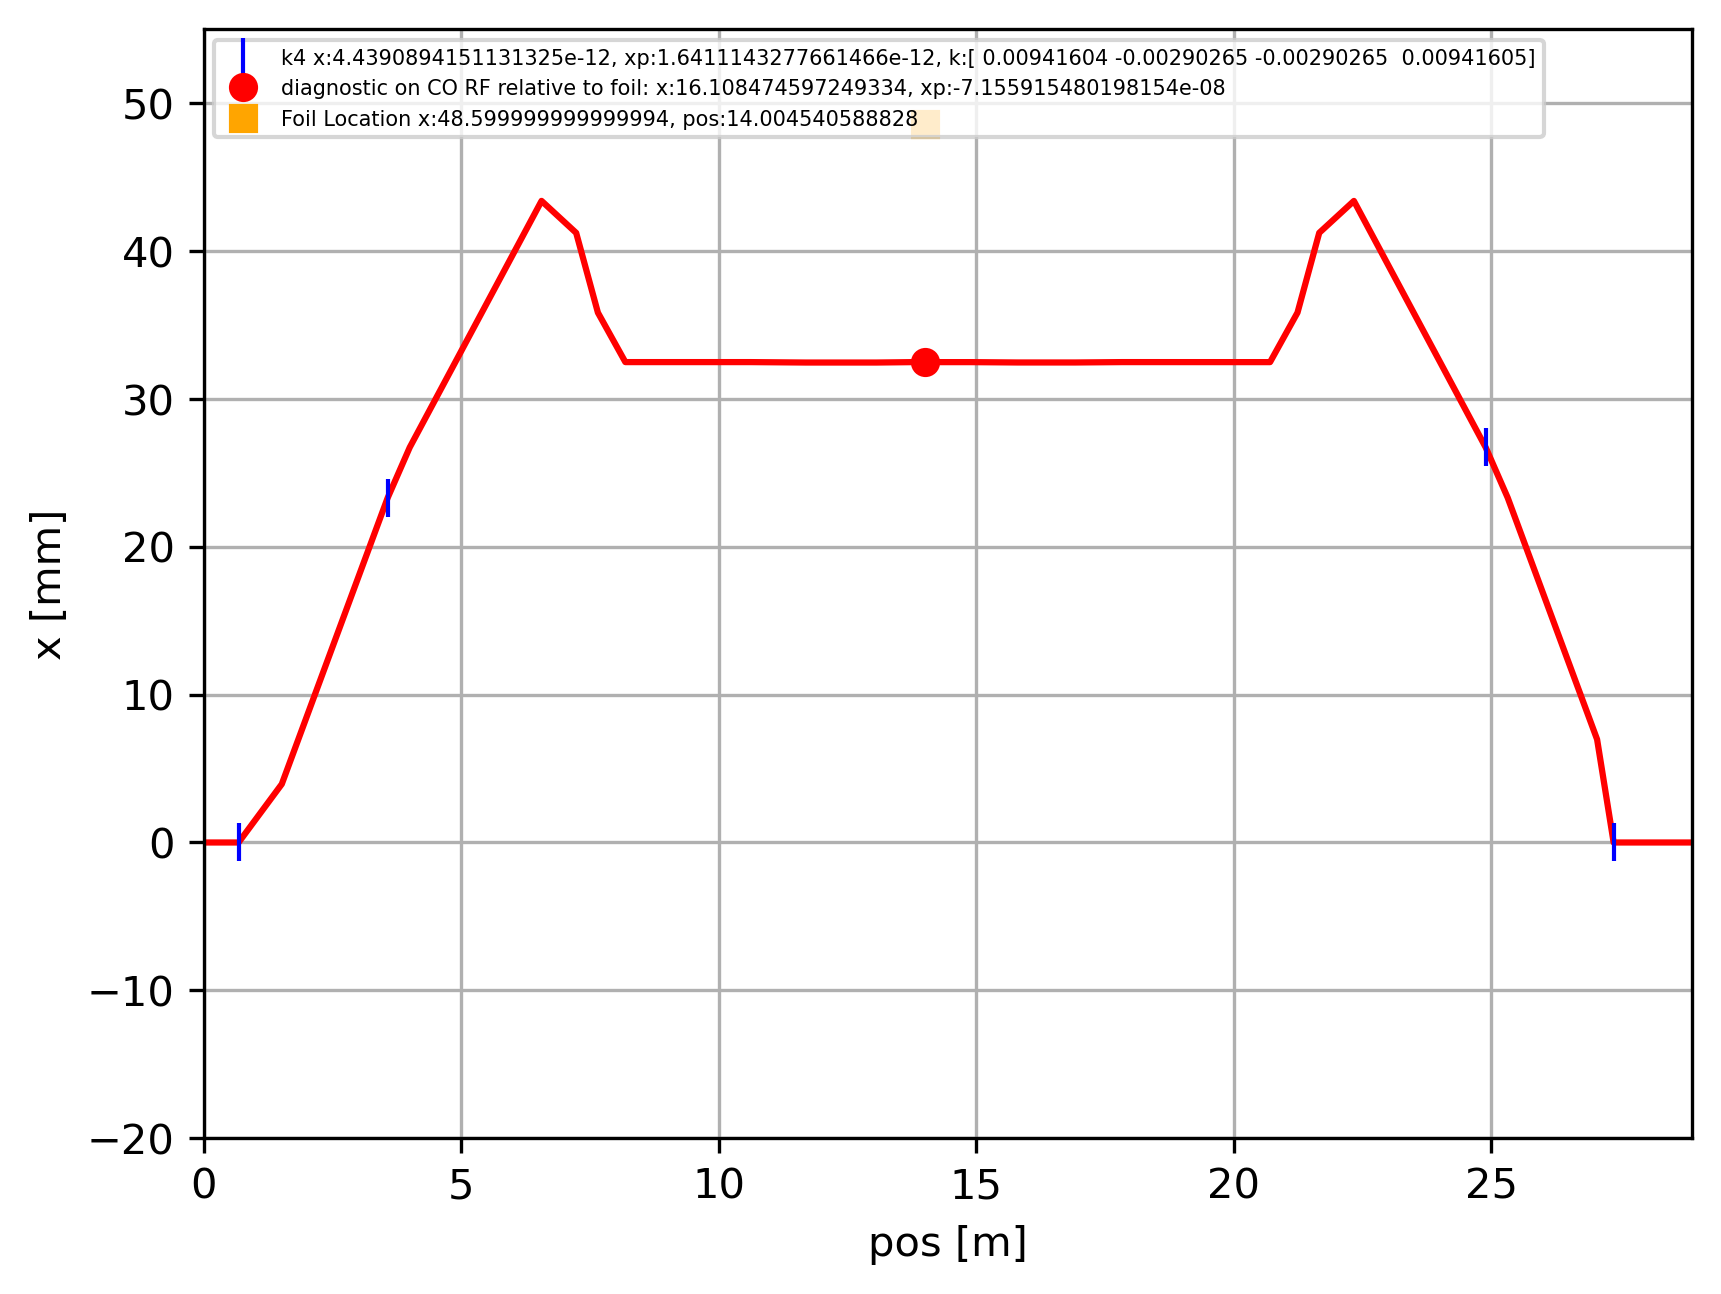 k4 x:4.4390894151131325e-12, xp:1.6411143277661466e-12, k:[ 0.00941604 -0.00290265 -0.00290265  0.00941605]
diagnostic on CO RF relative to foil: x:16.108474597249334, xp:-7.155915480198154e-08
Foil Location x:48.599999999999994, pos:14.004540588828
50
40
30
20
10
0
−10
−20
x [mm]
0 5 10 15 20 25
pos [m]